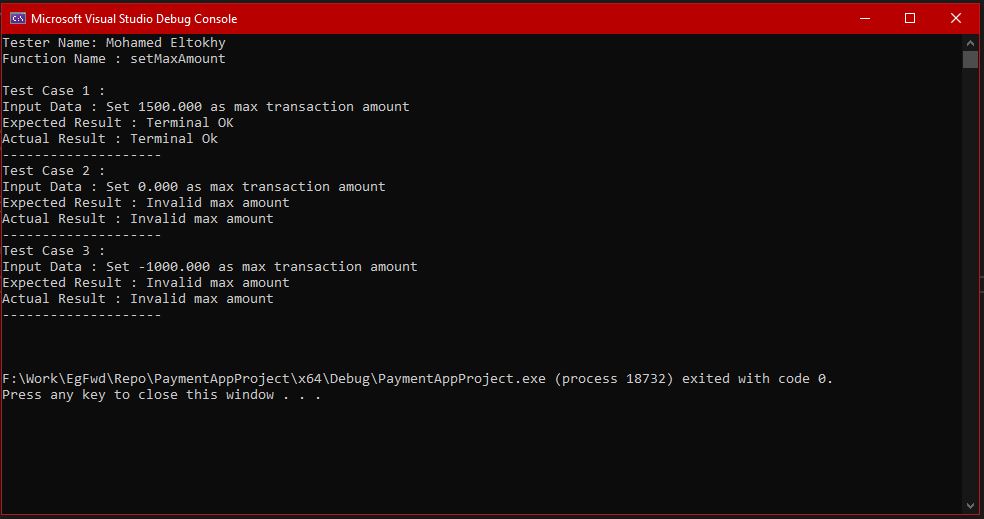 Microsoft Visual Studio Debug Console
Tester Name: Mohamed Eltokhy
Function Name : setMaxAmount
Test Case 1 :
Input Data : Set 1500.000 as max transaction amount
Expected Result : Terminal OK
Actual Result : Terminal Ok
--------------------
Test Case 2 :
Input Data : Set 0.000 as max transaction amount
Expected Result : Invalid max amount
Actual Result : Invalid max amount
--------------------
Test Case 3 :
Input Data : Set -1000.000 as max transaction amount
Expected Result : Invalid max amount
Actual Result : Invalid max amount
--------------------
F:\Work\EgFwd\Repo\PaymentAppProject\x64\Debug\PaymentAppProject.exe (process 18732) exited with code 0.
Press any key to close this window . . .